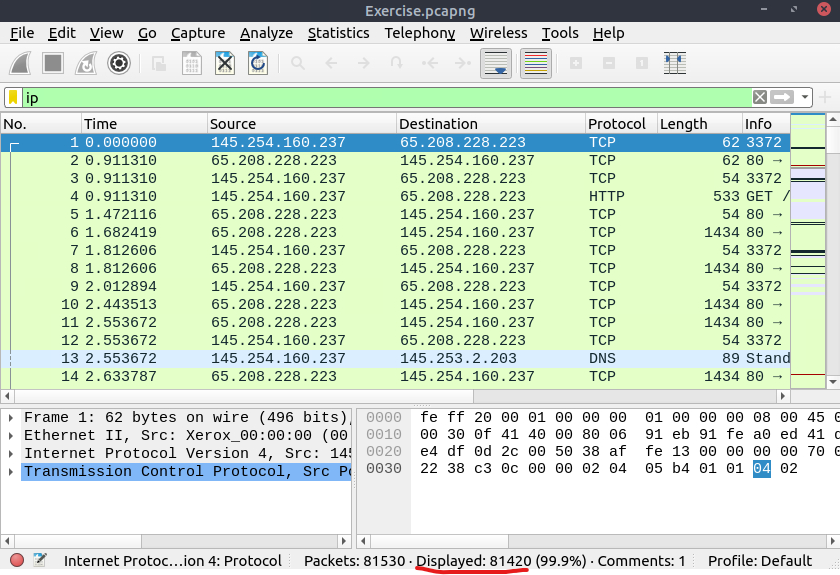 Exercise.pcapng
File Edit View Go Capture Analyze Statistics Telephony Wireless Tools Help
ip
No. Time Source Destination Protocol Length Info
1 0.000000 145.254.160.237 65.208.228.223 TCP 62 3372
2 0.911310 65.208.228.223 145.254.160.237 TCP 62 80 →
3 0.911310 145.254.160.237 65.208.228.223 TCP 54 3372
4 0.911310 145.254.160.237 65.208.228.223 HTTP 533 GET /
5 1.472116 65.208.228.223 145.254.160.237 TCP 54 80 →
6 1.682419 65.208.228.223 145.254.160.237 TCP 1434 80 →
7 1.812606 145.254.160.237 65.208.228.223 TCP 54 3372
8 1.812606 65.208.228.223 145.254.160.237 TCP 1434 80 →
9 2.012894 145.254.160.237 65.208.228.223 TCP 54 3372
10 2.443513 65.208.228.223 145.254.160.237 TCP 1434 80 →
11 2.553672 65.208.228.223 145.254.160.237 TCP 1434 80 →
12 2.553672 145.254.160.237 65.208.228.223 TCP 54 3372
13 2.553672 145.254.160.237 145.253.2.203 DNS 89 Stand
14 2.633787 65.208.228.223 145.254.160.237 TCP 1434 80 →
Frame 1: 62 bytes on wire (496 bits),
Ethernet II, Src: Xerox_00:00:00 (00
Internet Protocol Version 4, Src: 145
Transmission Control Protocol, Src Po
0000 fe ff 20 00 01 00 00 00 01 00 00 00 08 00 45 0
0010 00 30 0f 41 40 00 80 06 91 eb 91 fe a0 ed 41 d
0020 e4 df 0d 2c 00 50 38 af fe 13 00 00 00 00 70 0
0030 22 38 c3 0c 00 00 02 04 05 b4 01 01 04 02
Internet Protoc…ion 4: Protocol Packets: 81530 · Displayed: 81420 (99.9%) · Comments: 1 Profile: Default